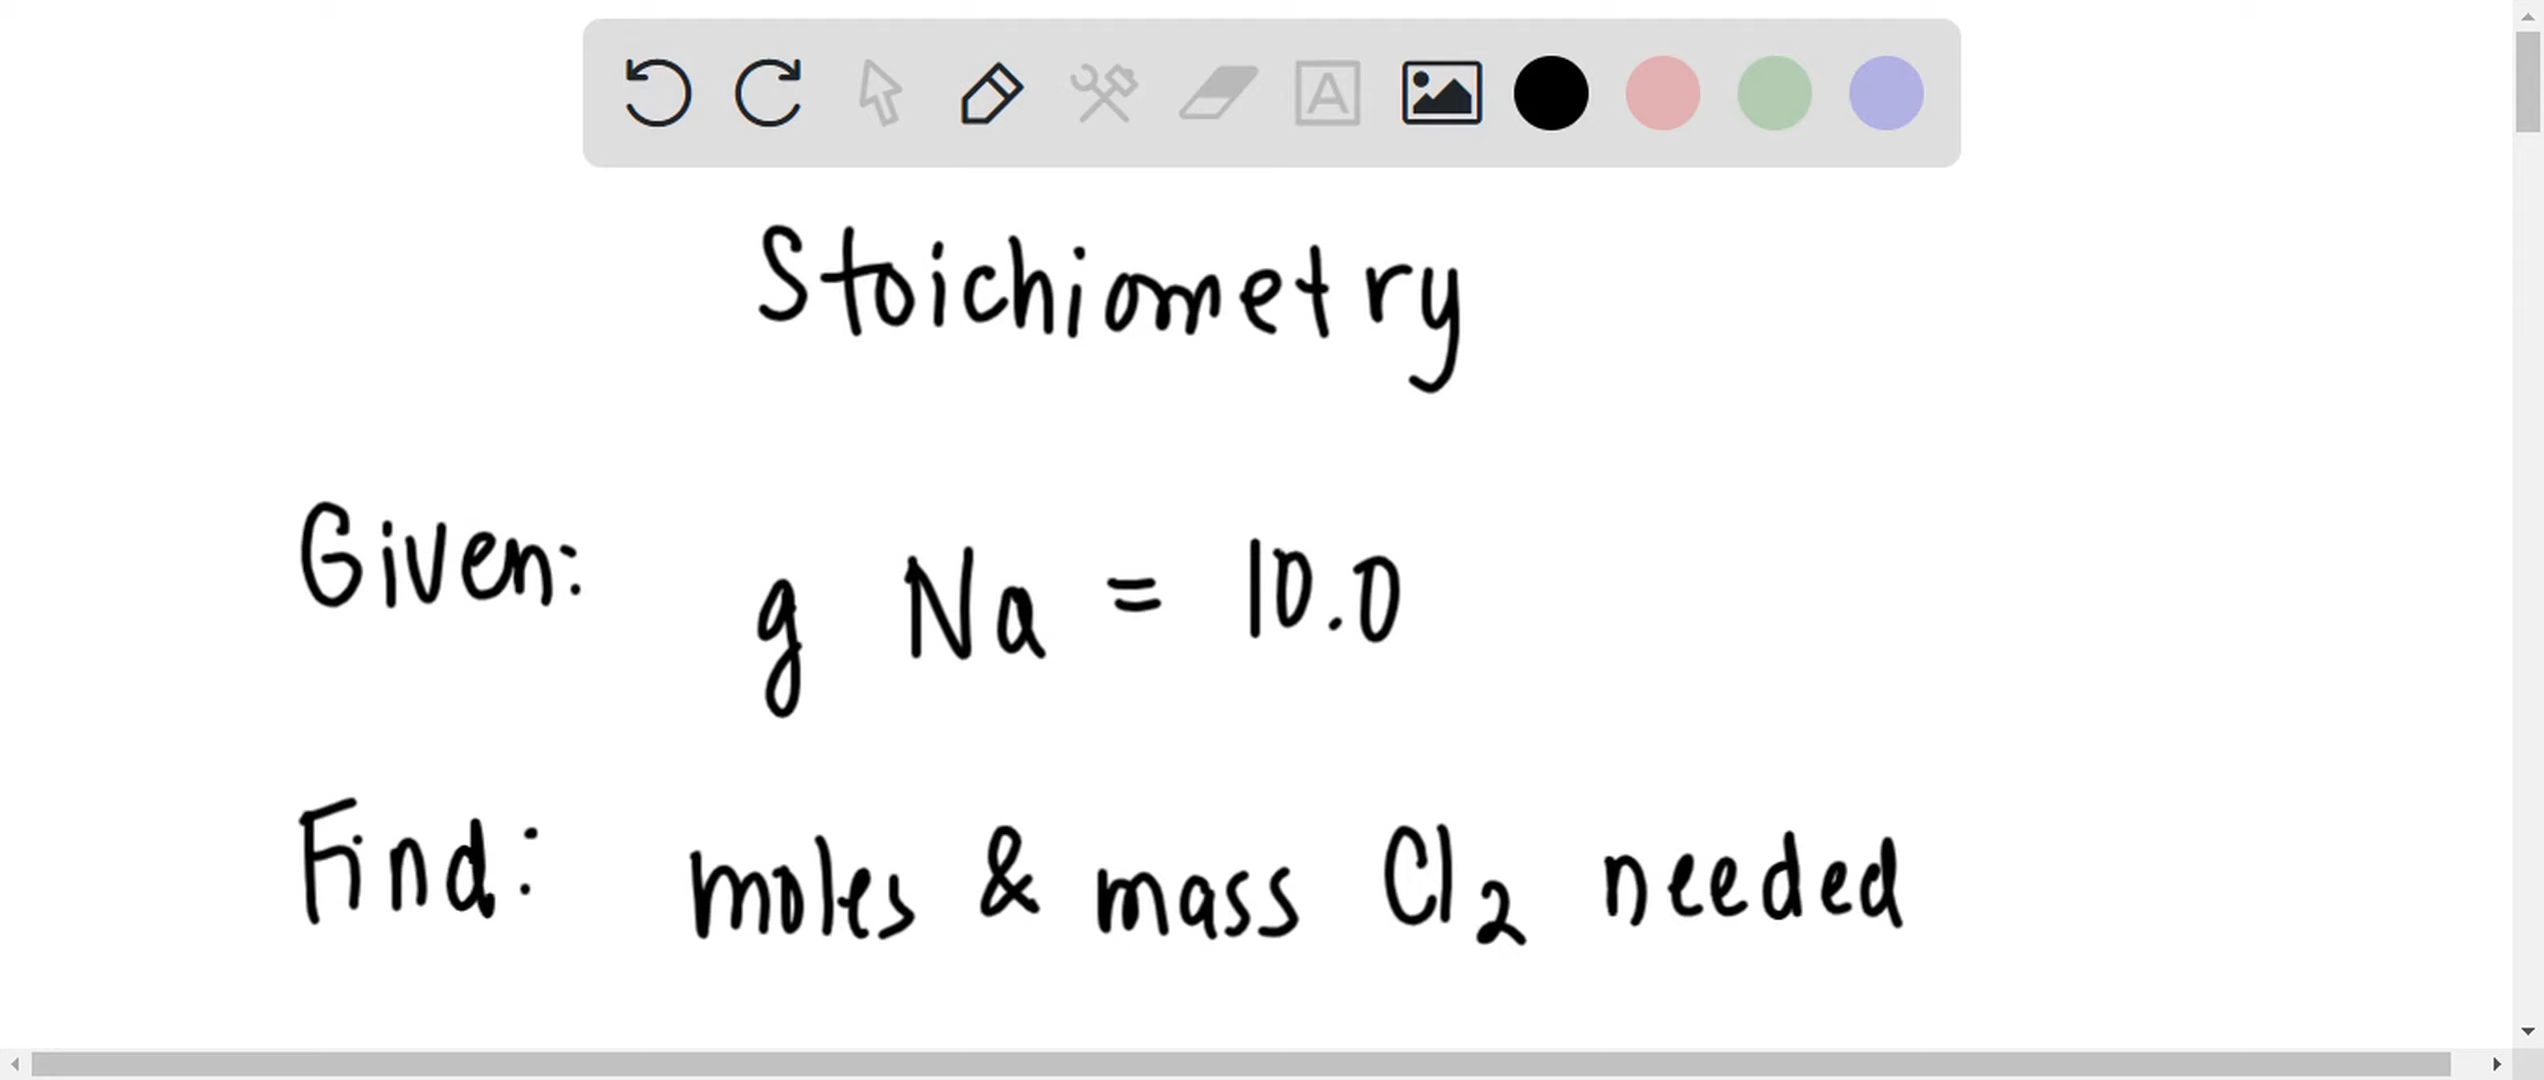 A
Stoichiometry
Given: g Na = 10.0
Find: moles & mass Cl₂ needed